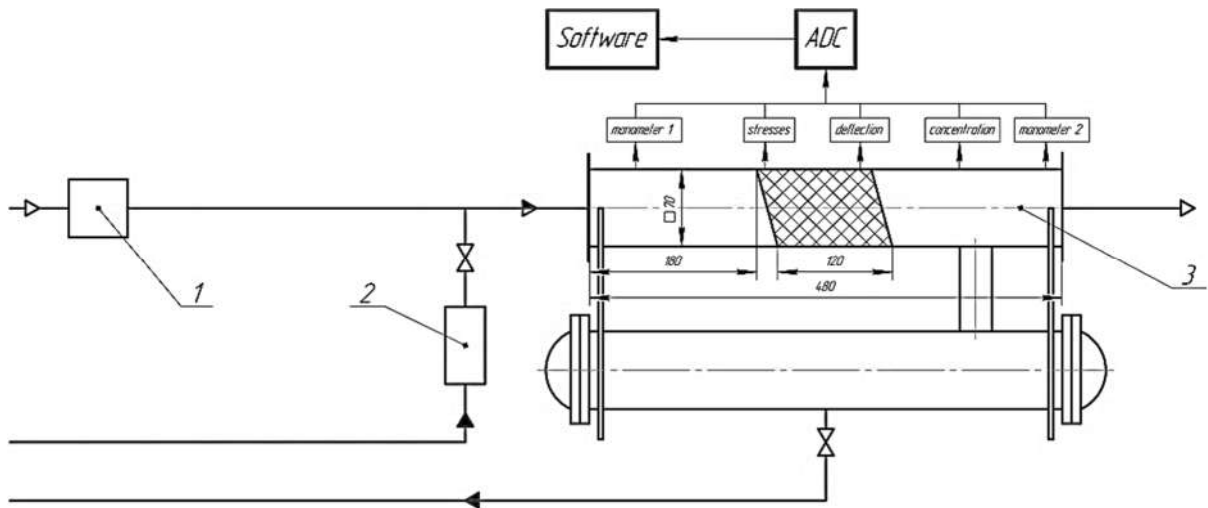 Software
ADC
manometer 1
stresses
deflection
concentration
manometer 2
□70
1
180
120
3
480
2